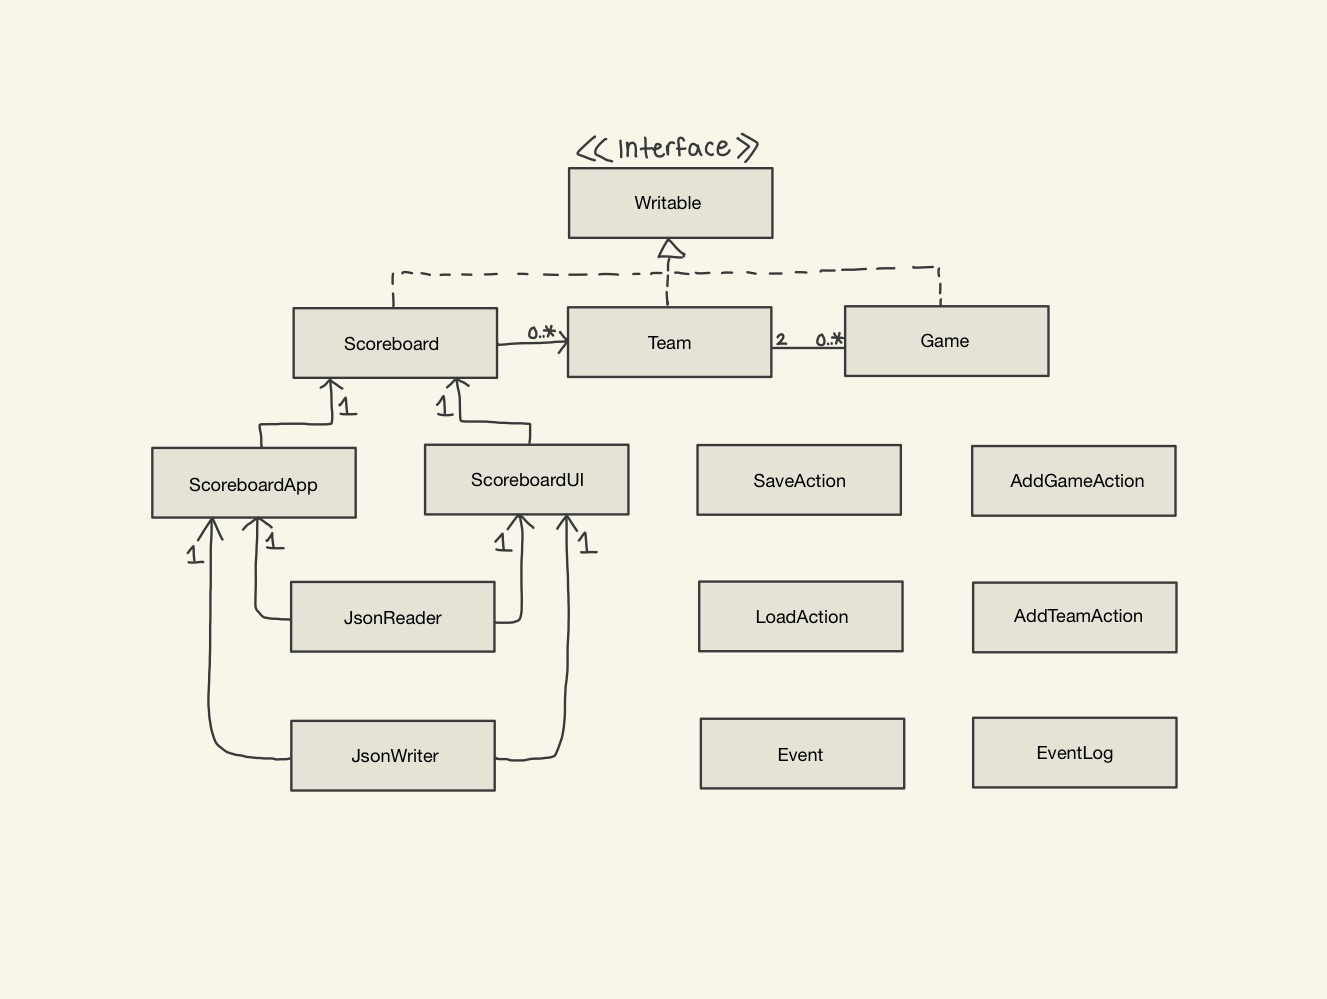 <<Interface>>
Writable
0..*
Scoreboard
Team
2
0..*
Game
1
1
ScoreboardApp
ScoreboardUI
SaveAction
AddGameAction
1
1
1
1
JsonReader
LoadAction
AddTeamAction
JsonWriter
Event
EventLog